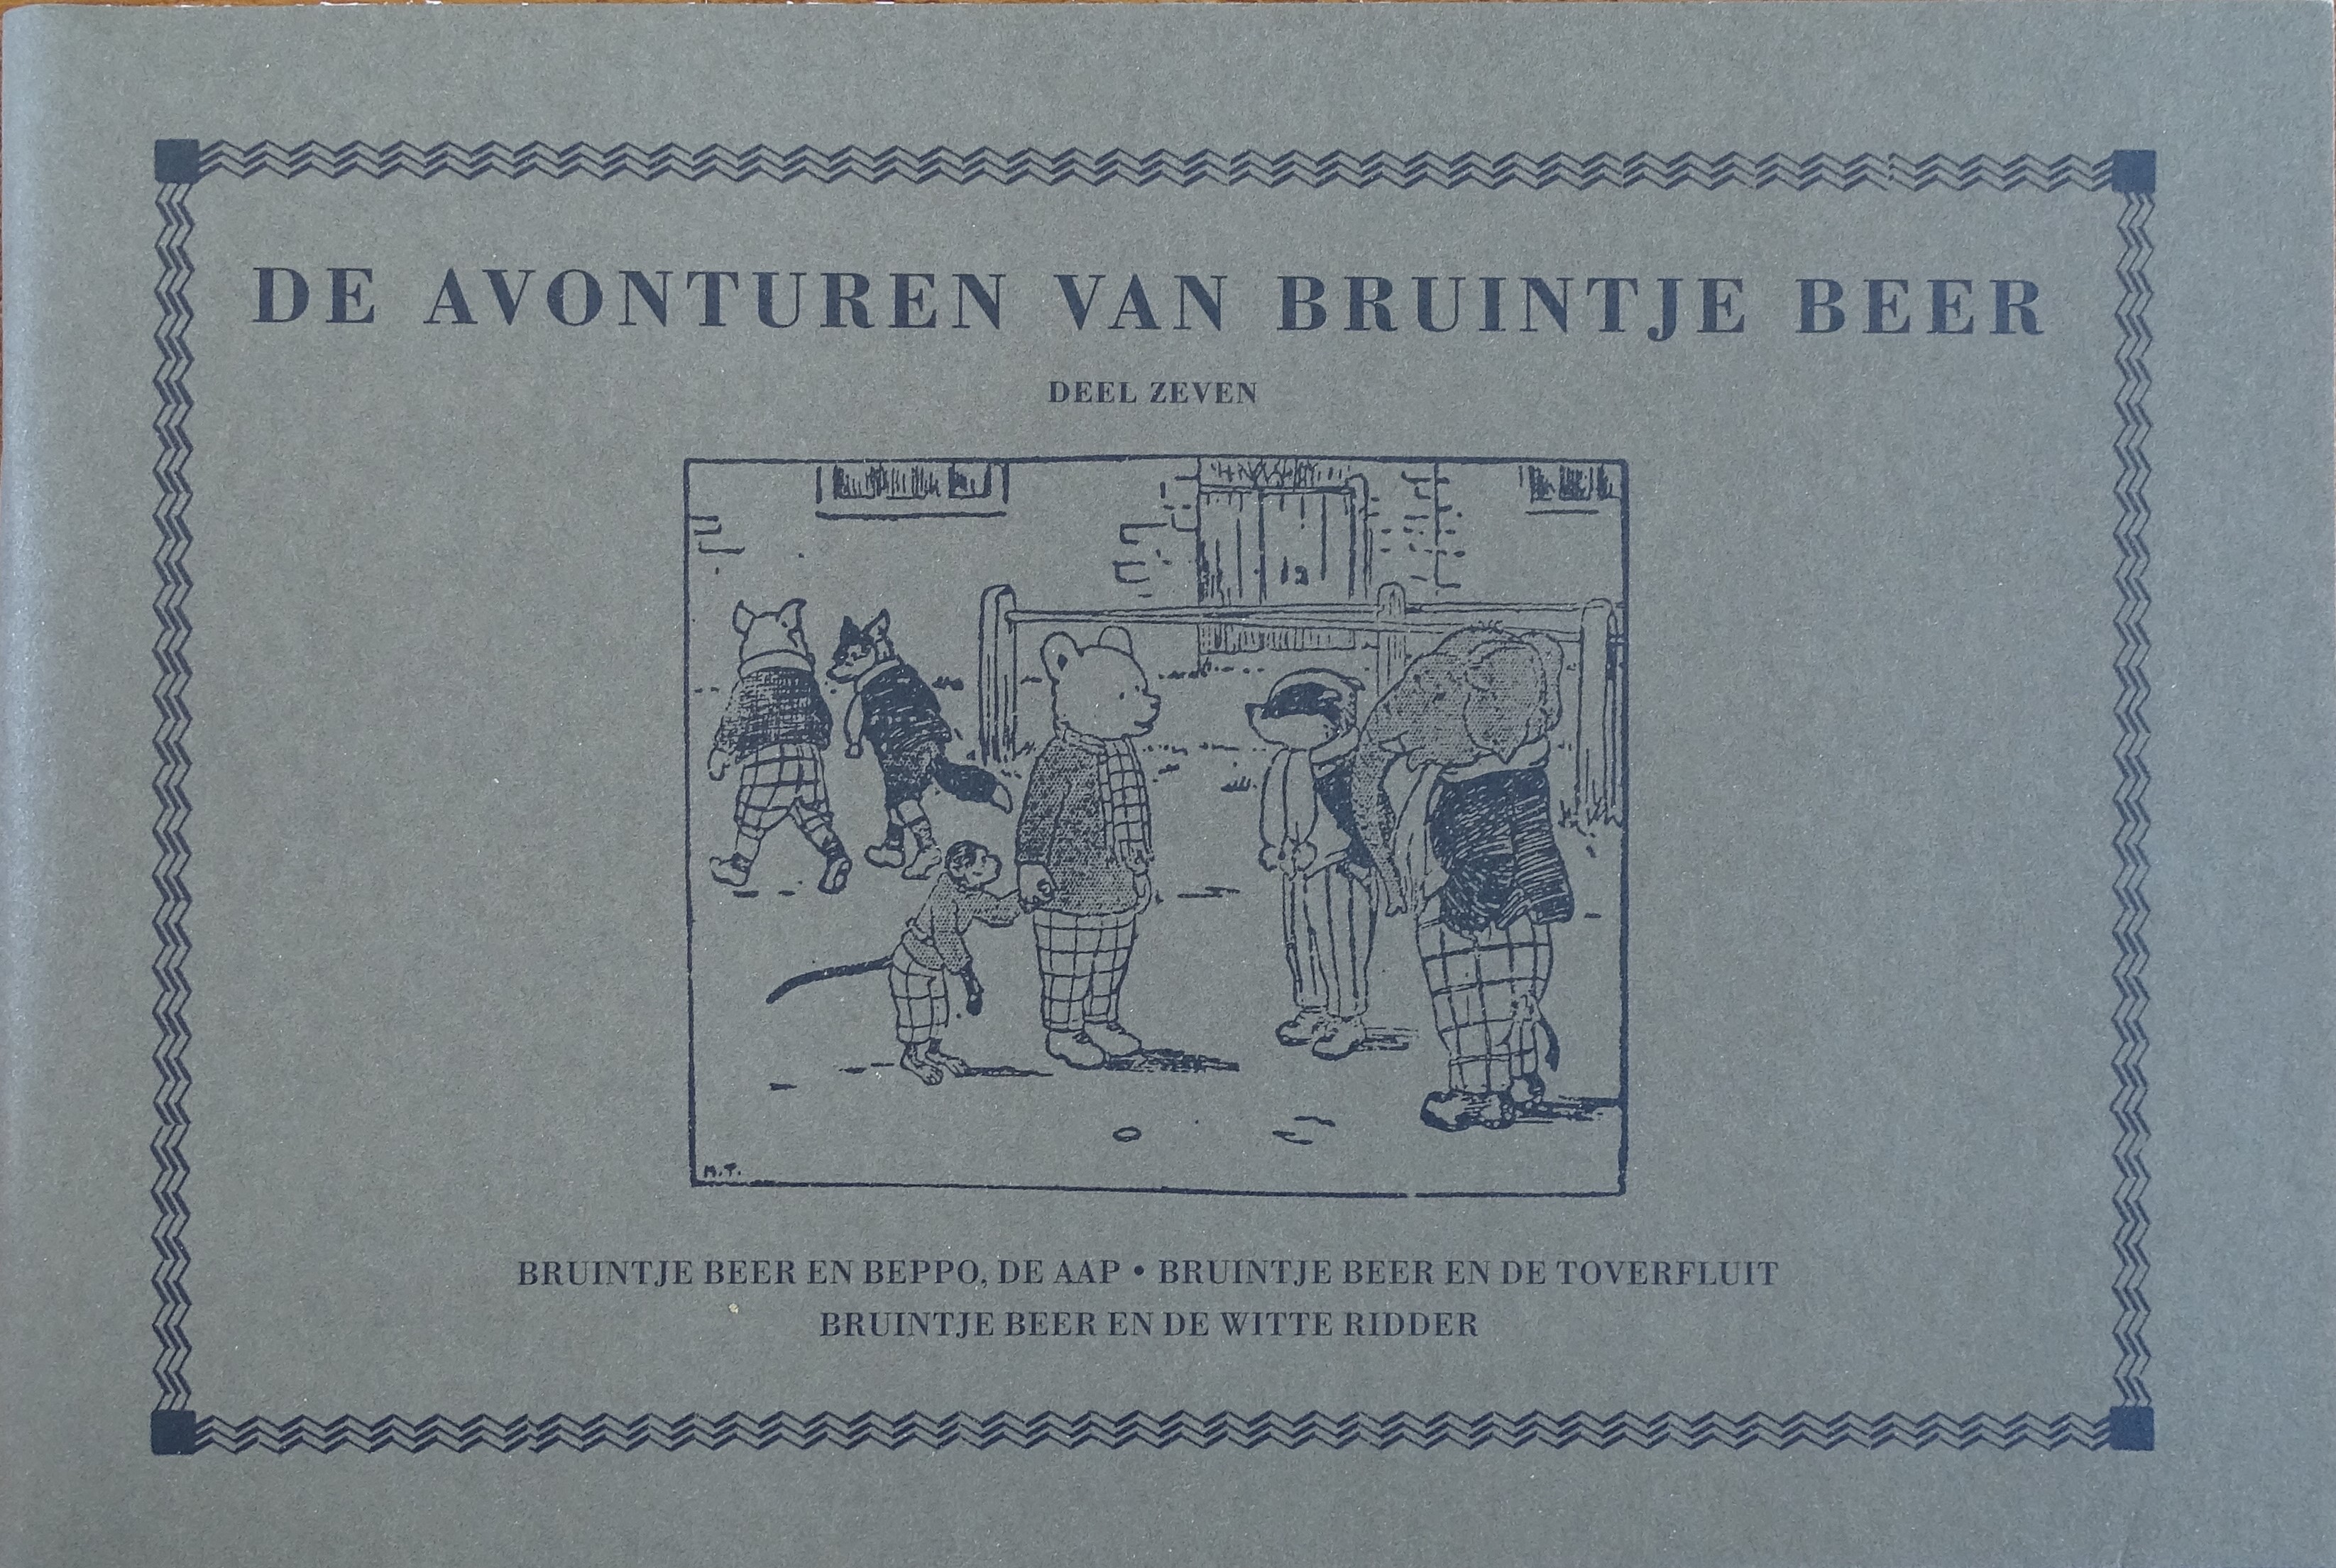 DE AVONTUREN VAN BRUINTJE BEER
DEEL ZEVEN
M.T.
BRUINTJE BEER EN BEPPO, DE AAP • BRUINTJE BEER EN DE TOVERFLUIT
BRUINTJE BEER EN DE WITTE RIDDER